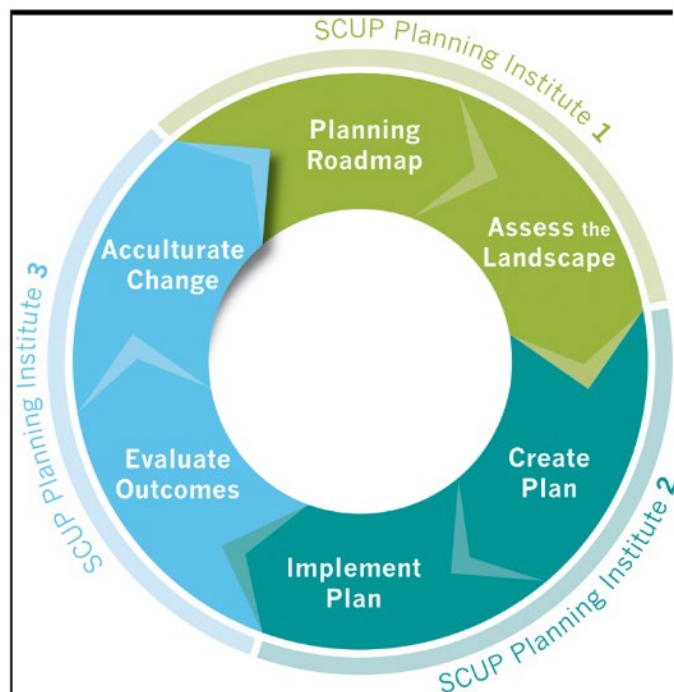 SCUP Planning Institute 1
Planning
Roadmap
Assess the
Landscape
SCUP Planning Institute 2
Create
Plan
Implement
Plan
SCUP Planning Institute 3
Evaluate
Outcomes
Acculturate
Change